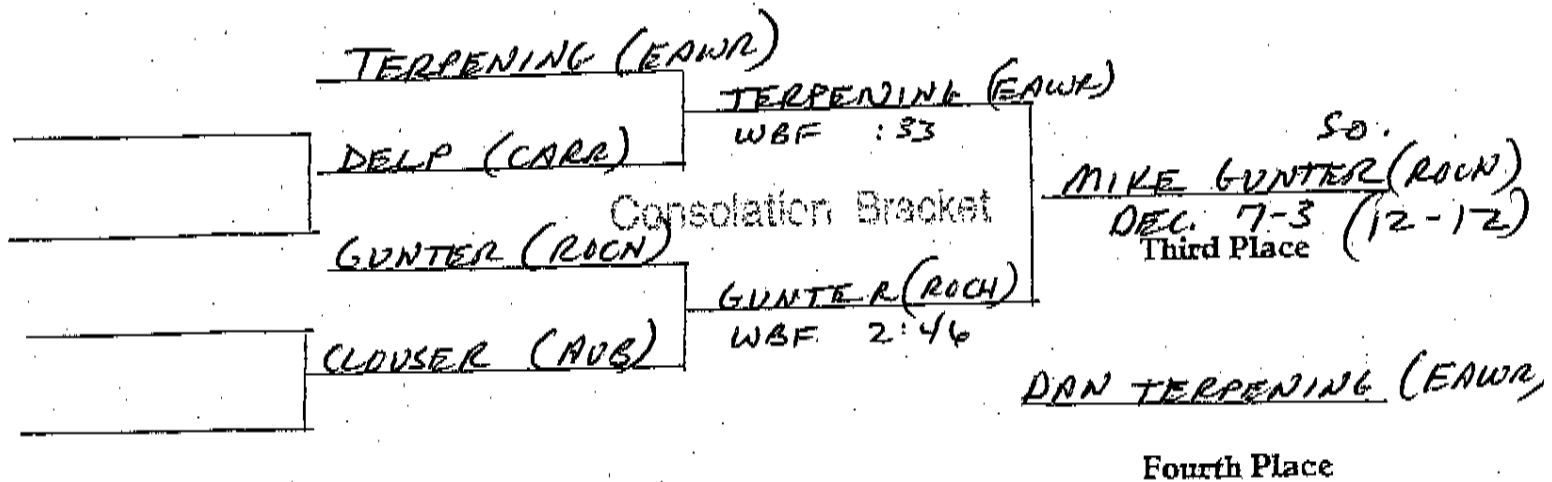 TERPENING (EAWR)
TERPENING (EAWR)
WBF :33
DELP (CARR)
SO.
MIKE GUNTER (ROCH)
DEC. 7-3 (12-12)
Third Place
Consolation Bracket
GUNTER (ROCH)
GUNTER (ROCH)
WBF 2:46
CLOUSER (AUB)
DAN TERPENING (EAWR)
Fourth Place